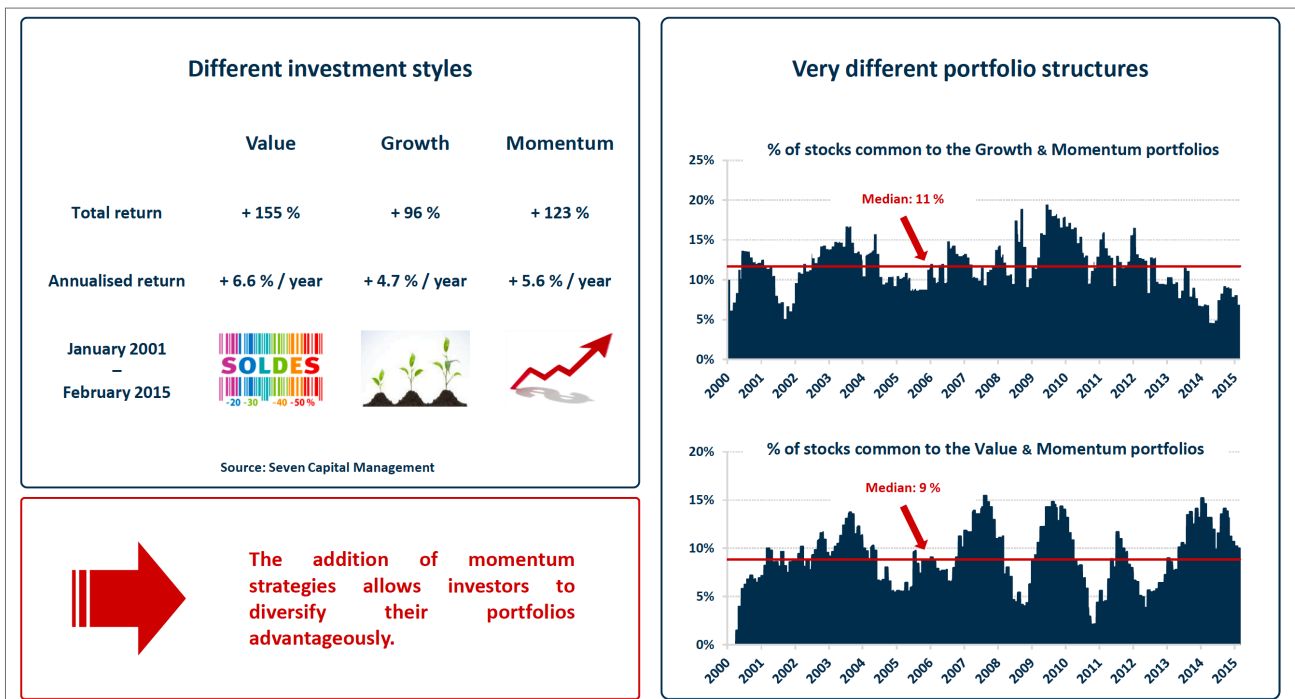 Different investment styles
Value Growth Momentum
Total return + 155 % + 96 % + 123 %
Annualised return + 6.6 % / year + 4.7 % / year + 5.6 % / year
January 2001
–
February 2015
SOLDES
-20 -30 -40 -50 %
Source: Seven Capital Management
The addition of momentum
strategies allows investors to
diversify their portfolios
advantageously.
Very different portfolio structures
% of stocks common to the Growth & Momentum portfolios
25%
20%
15%
10%
5%
0%
Median: 11 %
2000 2001 2002 2003 2004 2005 2006 2007 2008 2009 2010 2011 2012 2013 2014 2015
% of stocks common to the Value & Momentum portfolios
20%
15%
10%
5%
0%
Median: 9 %
2000 2001 2002 2003 2004 2005 2006 2007 2008 2009 2010 2011 2012 2013 2014 2015